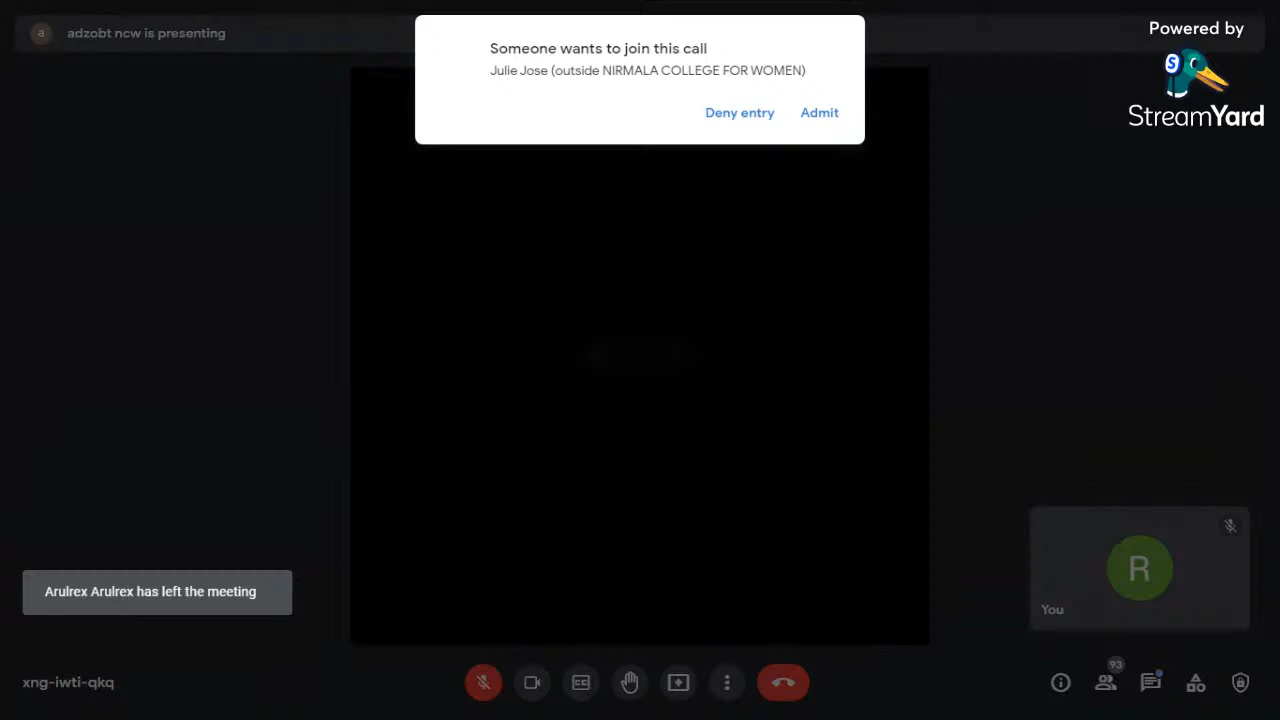 a adzobt ncw is presenting
Someone wants to join this call
Julie Jose (outside NIRMALA COLLEGE FOR WOMEN)
Deny entry Admit
Powered by
S
StreamYard
R
You
Arulrex Arulrex has left the meeting
xng-iwti-qkq
CC
93